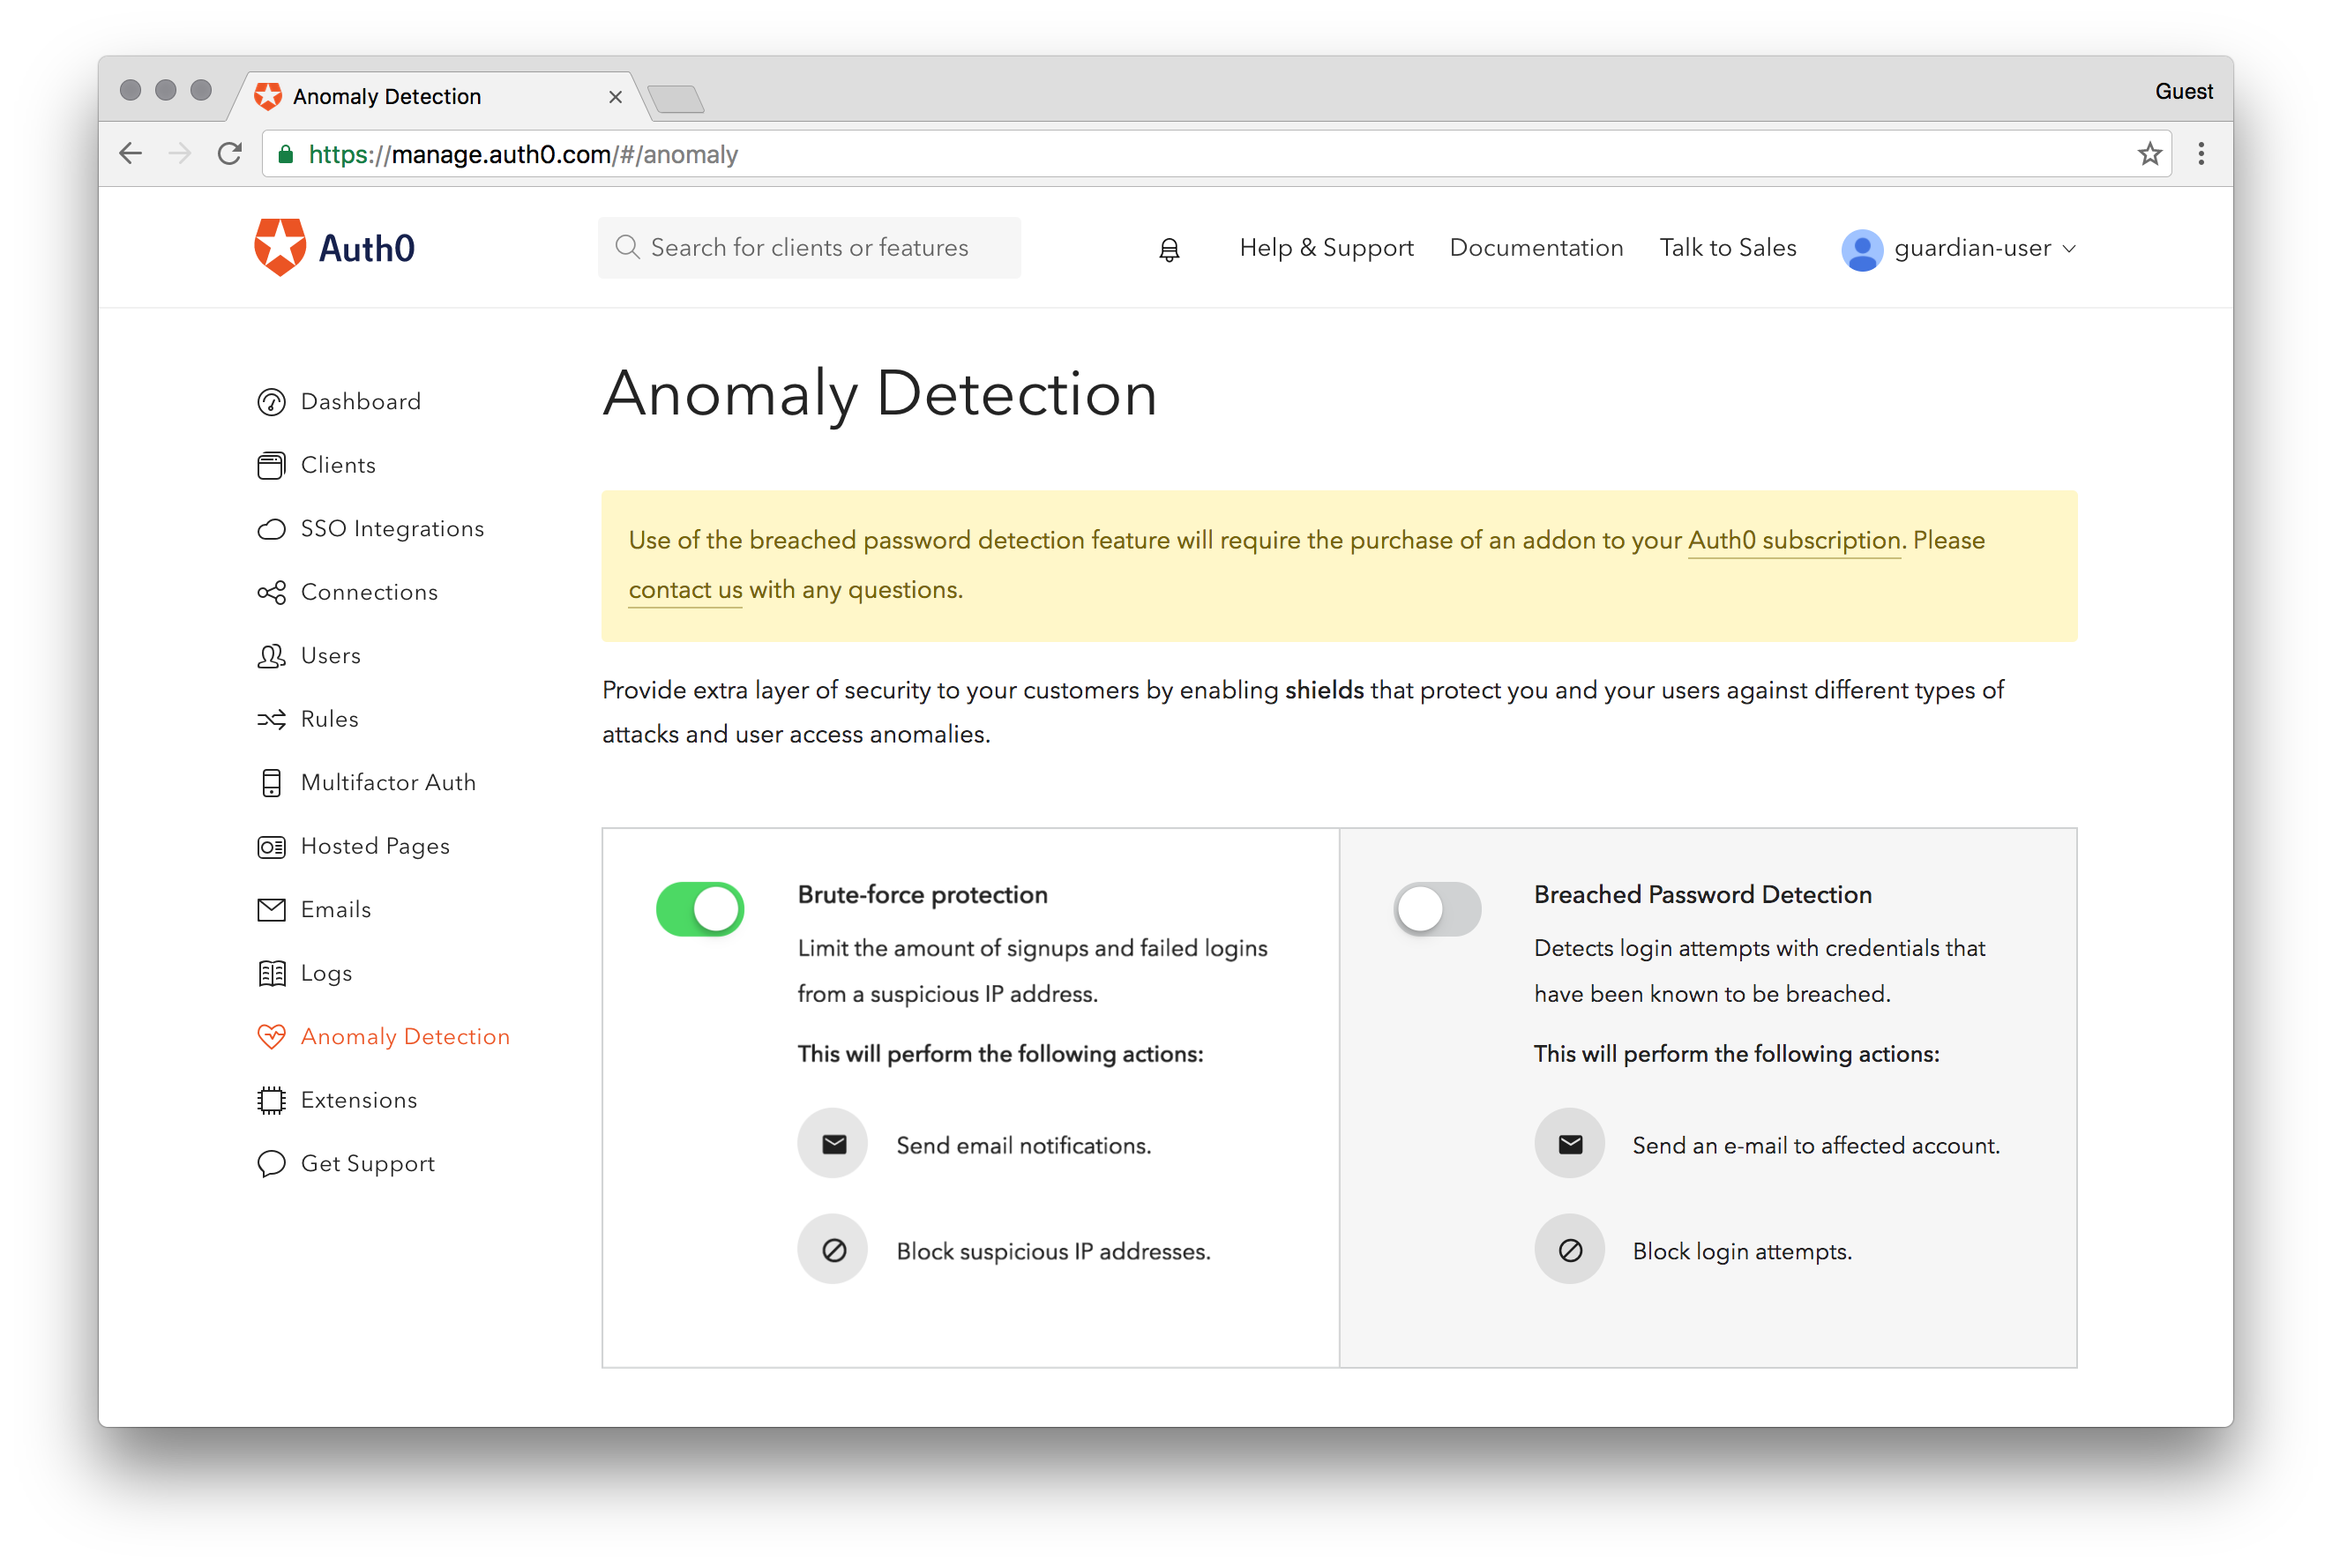 Anomaly Detection
Guest
https://manage.auth0.com/#/anomaly
Auth0
Search for clients or features
Help & Support
Documentation
Talk to Sales
guardian-user
Dashboard
Clients
SSO Integrations
Connections
Users
Rules
Multifactor Auth
Hosted Pages
Emails
Logs
Anomaly Detection
Extensions
Get Support
Anomaly Detection
Use of the breached password detection feature will require the purchase of an addon to your Auth0 subscription. Please
contact us with any questions.
Provide extra layer of security to your customers by enabling shields that protect you and your users against different types of
attacks and user access anomalies.
Brute-force protection
Limit the amount of signups and failed logins
from a suspicious IP address.
This will perform the following actions:
Send email notifications.
Block suspicious IP addresses.
Breached Password Detection
Detects login attempts with credentials that
have been known to be breached.
This will perform the following actions:
Send an e-mail to affected account.
Block login attempts.